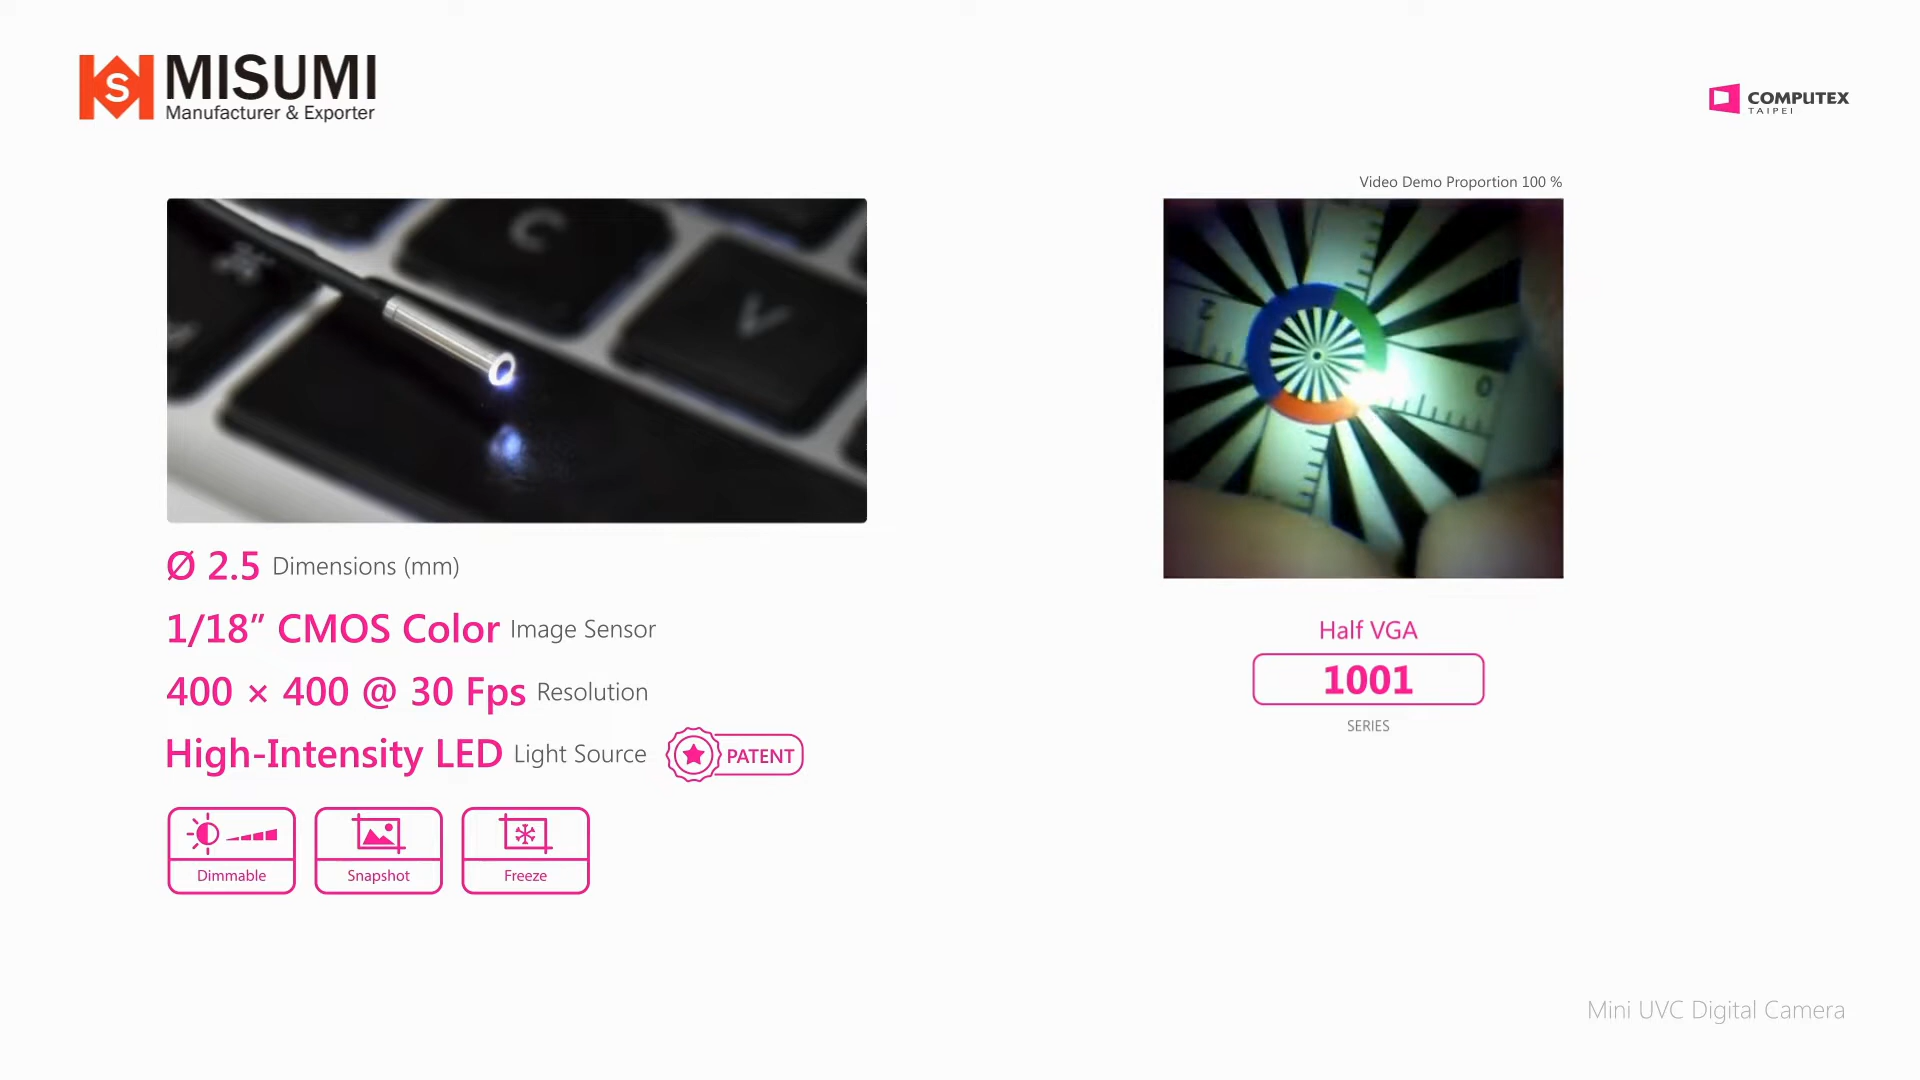 S
MISUMI
Manufacturer & Exporter
COMPUTEX
TAIPEI
Video Demo Proportion 100 %
C
V
2
0
Ø 2.5 Dimensions (mm)
1/18” CMOS Color Image Sensor
400 × 400 @ 30 Fps Resolution
High-Intensity LED Light Source PATENT
Dimmable
Snapshot
Freeze
Half VGA
1001
SERIES
Mini UVC Digital Camera